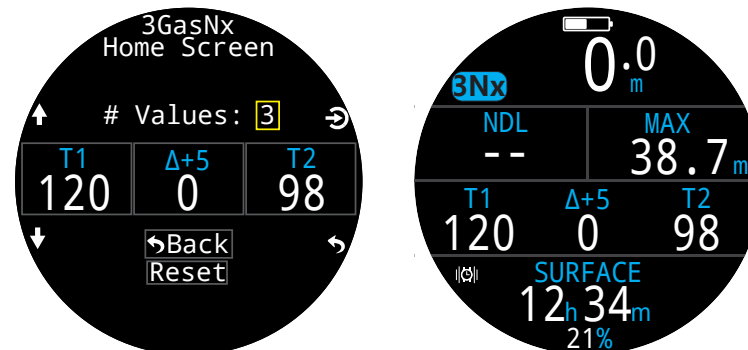 3GasNx
Home Screen
# Values: 3
T1 Δ+5 T2
120 0 98
Back
Reset
0.0
m
3Nx
NDL MAX
-- 38.7m
T1 Δ+5 T2
120 0 98
SURFACE
12h34m
21%